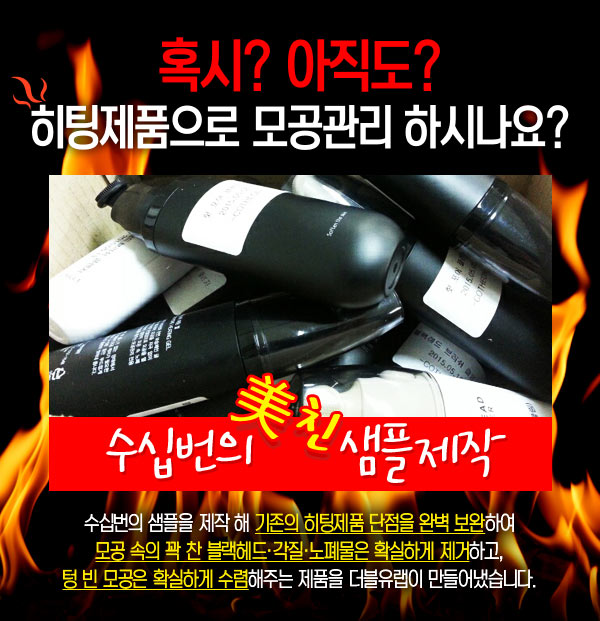 혹시? 아직도?
히팅제품으로 모공관리 하시나요?
Soften the skin
수십번의 美친 샘플제작
수십번의 샘플을 제작 해 기존의 히팅제품 단점을 완벽 보완하여
모공 속의 꽉 찬 블랙헤드·각질·노폐물은 확실하게 제거하고,
텅 빈 모공은 확실하게 수렴해주는 제품을 더블유랩이 만들어냈습니다.